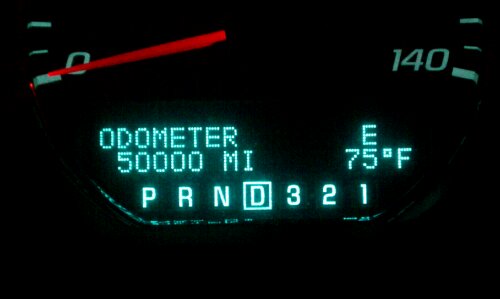 0 140
ODOMETER E
50000 MI 75°F
P R N D 3 2 1